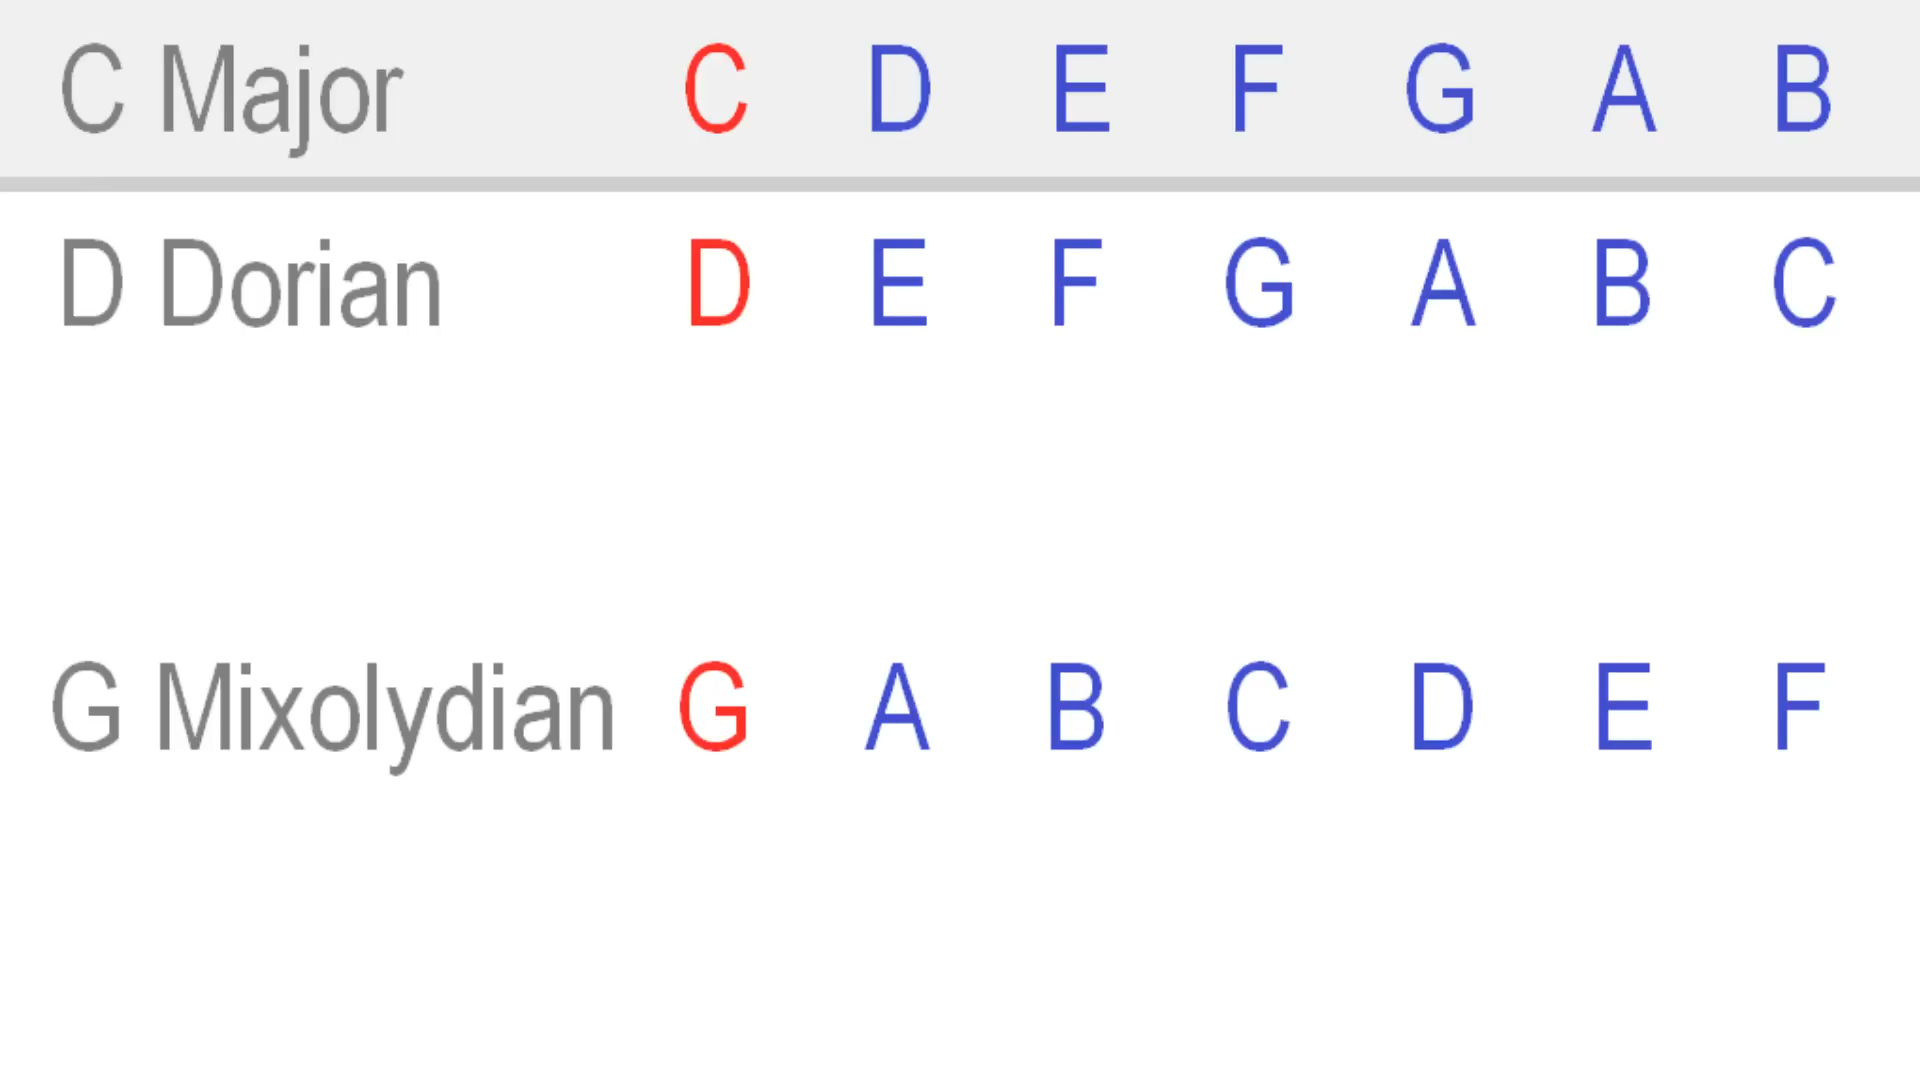 C Major C D E F G A B
D Dorian D E F G A B C
G Mixolydian G A B C D E F